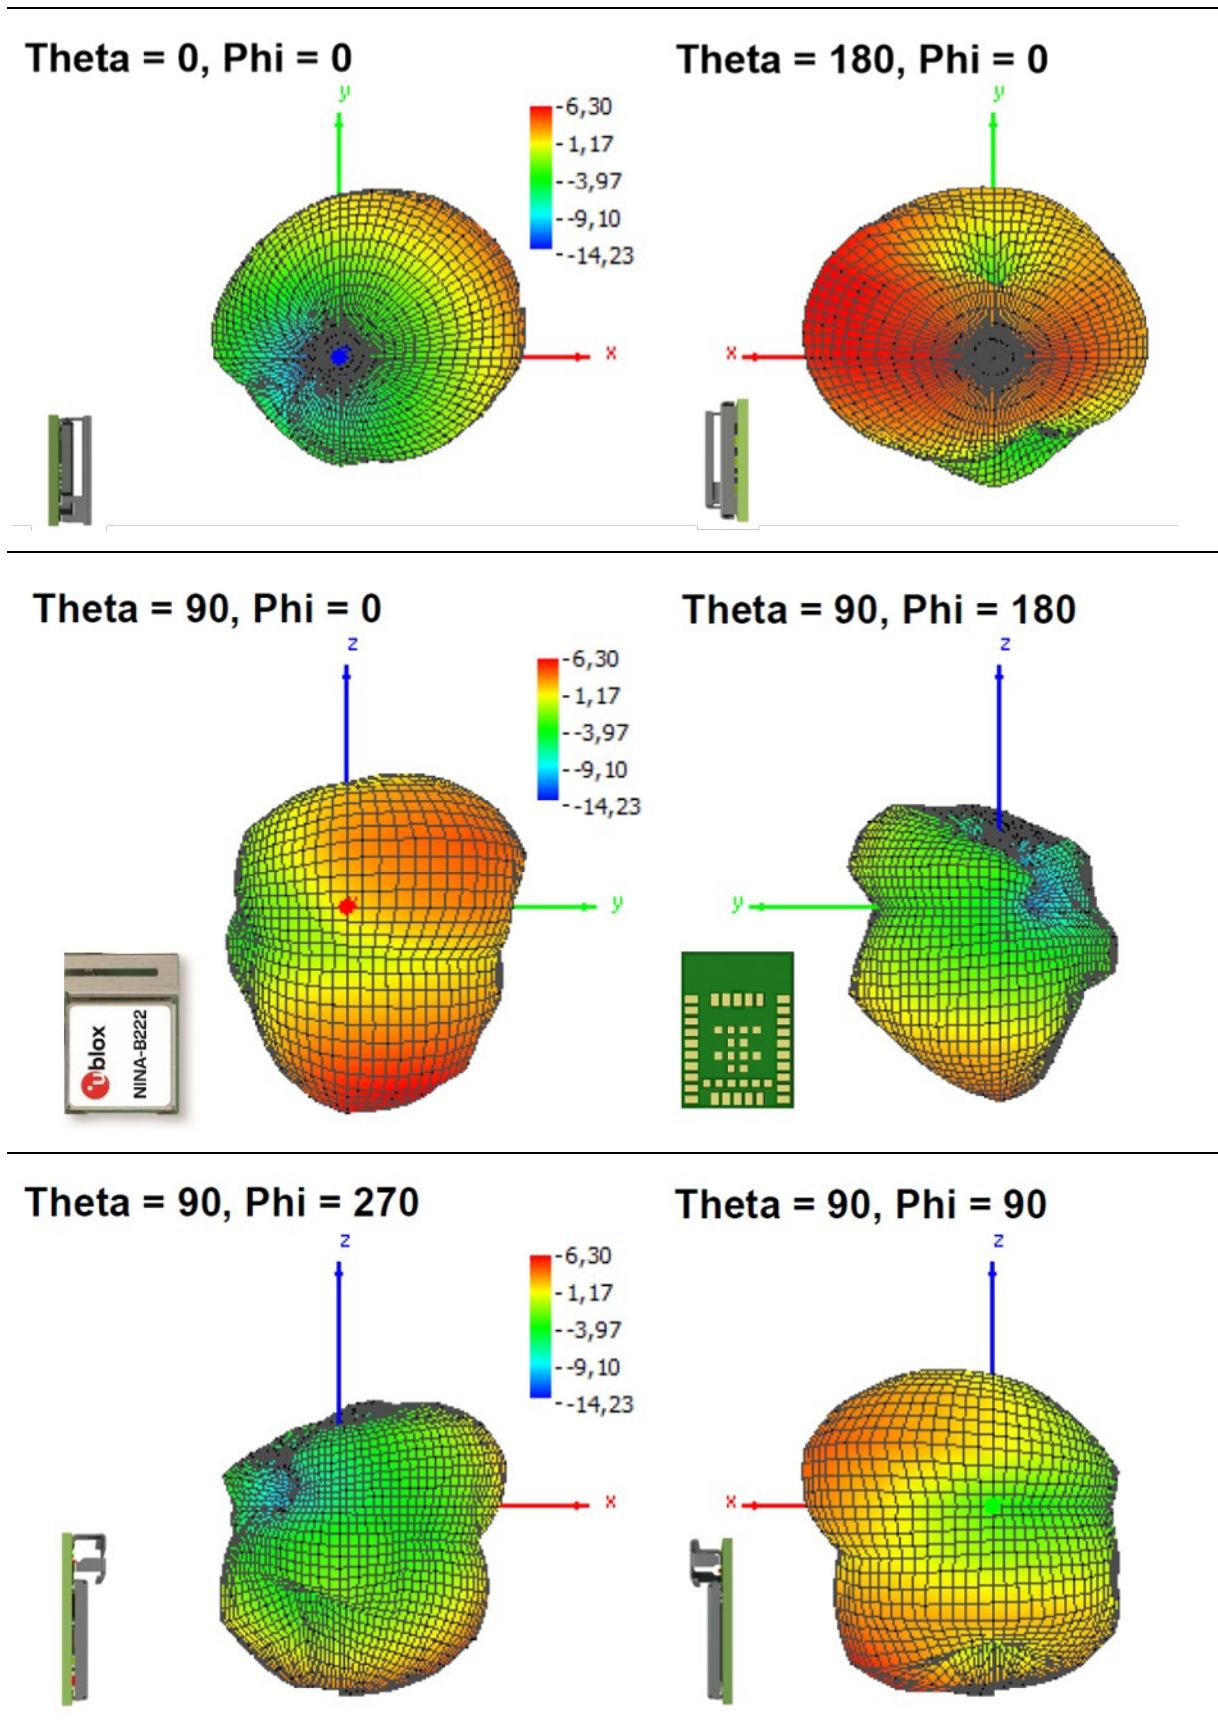 Theta = 0, Phi = 0
y
-6,30
-1,17
--3,97
--9,10
--14,23
x
Theta = 180, Phi = 0
y
x
Theta = 90, Phi = 0
z
-6,30
-1,17
--3,97
--9,10
--14,23
y
ublox
NINA-B222
Theta = 90, Phi = 180
z
y
Theta = 90, Phi = 270
z
-6,30
-1,17
--3,97
--9,10
--14,23
x
Theta = 90, Phi = 90
z
x